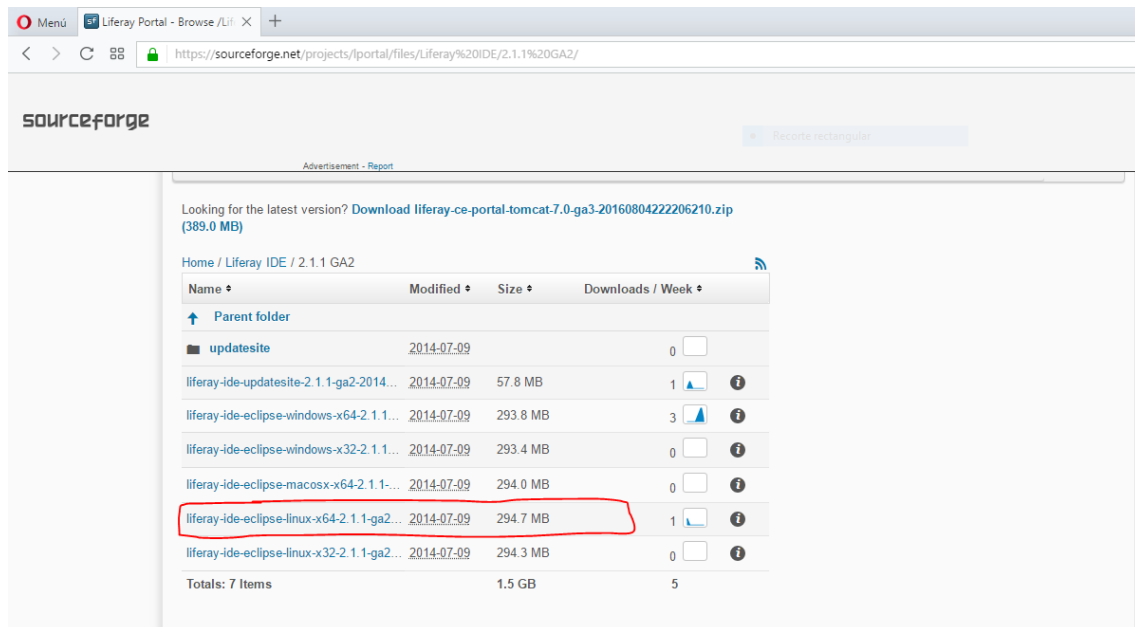 Menú
SF Liferay Portal - Browse /Lif
https://sourceforge.net/projects/lportal/files/Liferay%20IDE/2.1.1%20GA2/
sourceforge
Recorte rectangular
Advertisement - Report
Looking for the latest version? Download liferay-ce-portal-tomcat-7.0-ga3-20160804222206210.zip
(389.0 MB)
Home / Liferay IDE / 2.1.1 GA2
Name Modified Size Downloads / Week
Parent folder
updatesite 2014-07-09 0
liferay-ide-updatesite-2.1.1-ga2-2014... 2014-07-09 57.8 MB 1
liferay-ide-eclipse-windows-x64-2.1.1... 2014-07-09 293.8 MB 3
liferay-ide-eclipse-windows-x32-2.1.1... 2014-07-09 293.4 MB 0
liferay-ide-eclipse-macosx-x64-2.1.1-... 2014-07-09 294.0 MB 0
liferay-ide-eclipse-linux-x64-2.1.1-ga2... 2014-07-09 294.7 MB 1
liferay-ide-eclipse-linux-x32-2.1.1-ga2... 2014-07-09 294.3 MB 0
Totals: 7 Items 1.5 GB 5